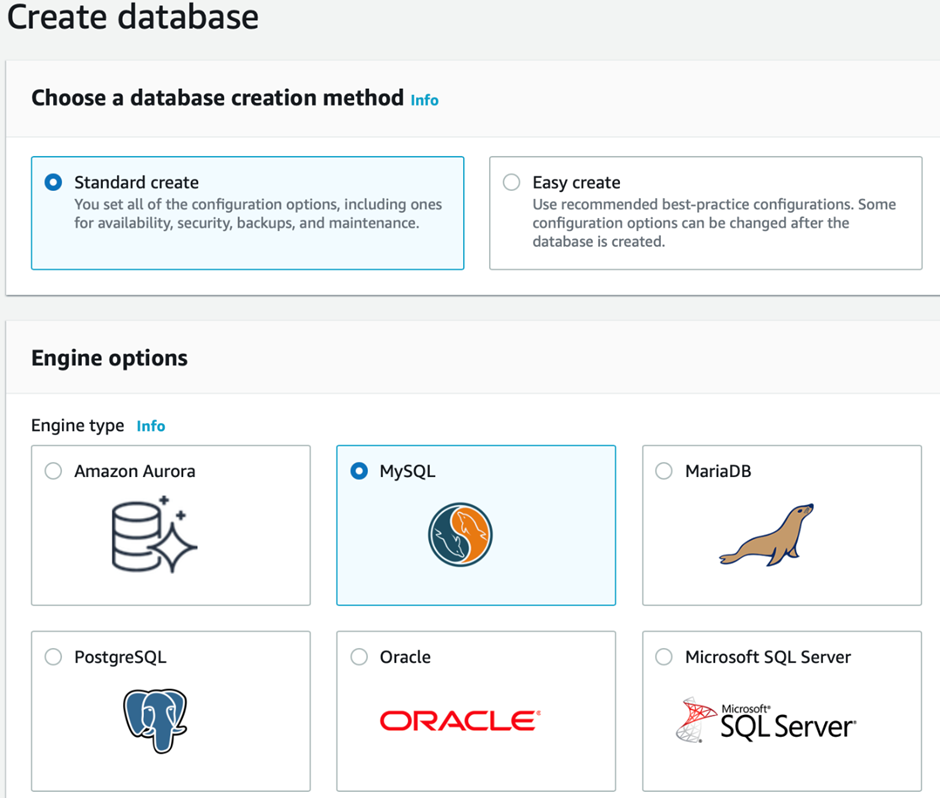 Create database
Choose a database creation method Info
Standard create
You set all of the configuration options, including ones
for availability, security, backups, and maintenance.
Easy create
Use recommended best-practice configurations. Some
configuration options can be changed after the
database is created.
Engine options
Engine type Info
Amazon Aurora
MySQL
MariaDB
PostgreSQL
Oracle
ORACLE®
Microsoft SQL Server
Microsoft®
SQL Server®